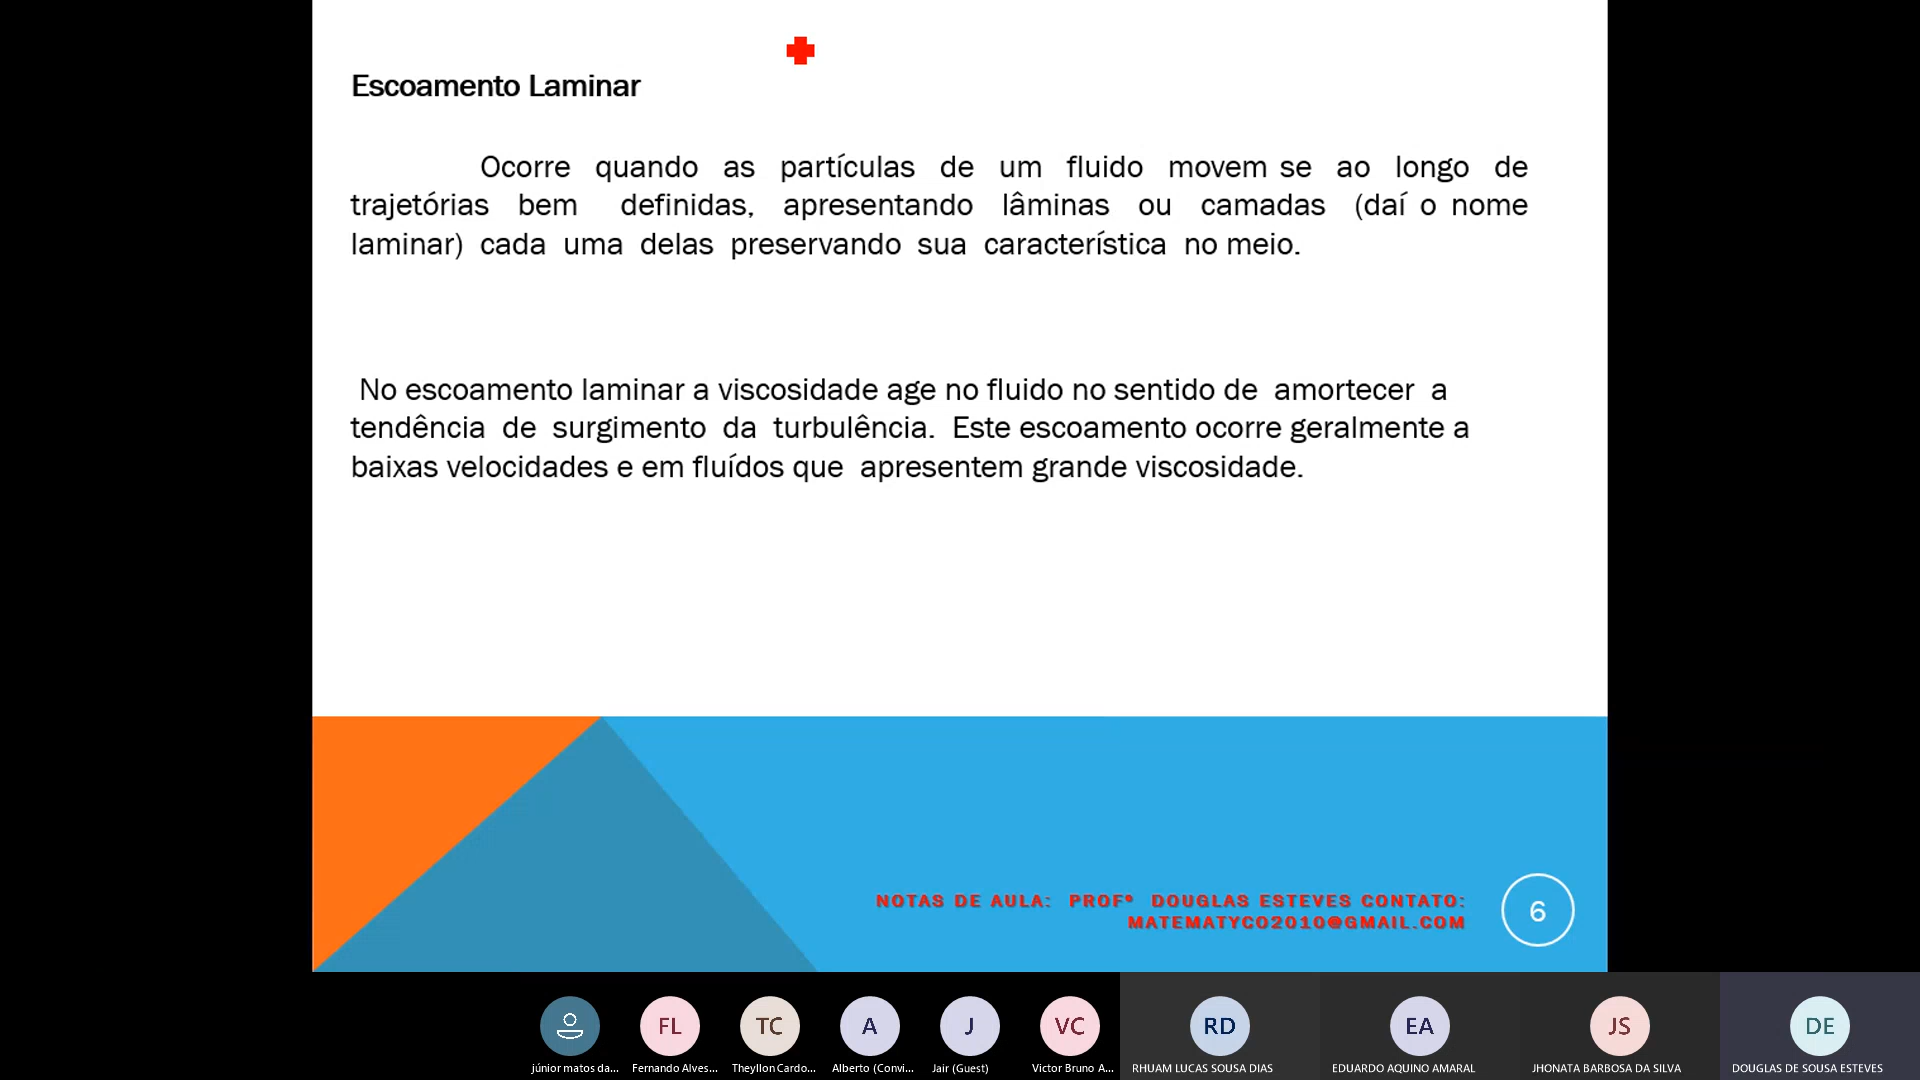 Escoamento Laminar
Ocorre quando as partículas de um fluido movem se ao longo de
trajetórias bem definidas, apresentando lâminas ou camadas (daí o nome
laminar) cada uma delas preservando sua característica no meio.
No escoamento laminar a viscosidade age no fluido no sentido de amortecer a
tendência de surgimento da turbulência. Este escoamento ocorre geralmente a
baixas velocidades e em fluídos que apresentem grande viscosidade.
NOTAS DE AULA: PROFº DOUGLAS ESTEVES CONTATO:
MATEMATYCO2010@GMAIL.COM
6
FL TC A J VC RD EA JS DE
júnior matos da... Fernando Alves... Theyllon Cardo... Alberto (Convi... Jair (Guest) Victor Bruno A... RHUAM LUCAS SOUSA DIAS EDUARDO AQUINO AMARAL JHONATA BARBOSA DA SILVA DOUGLAS DE SOUSA ESTEVES